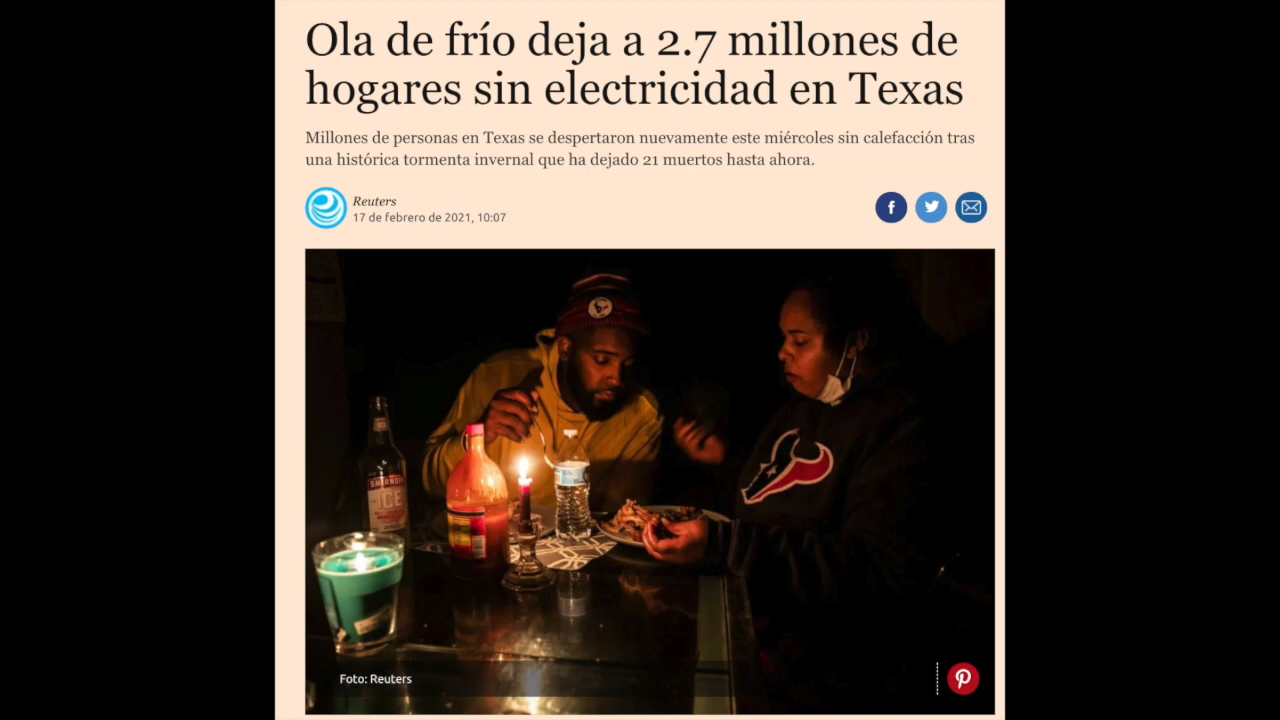 Ola de frío deja a 2.7 millones de
hogares sin electricidad en Texas
Millones de personas en Texas se despertaron nuevamente este miércoles sin calefacción tras
una histórica tormenta invernal que ha dejado 21 muertos hasta ahora.
Reuters
17 de febrero de 2021, 10:07
SMIRNOFF
ICE
Foto: Reuters